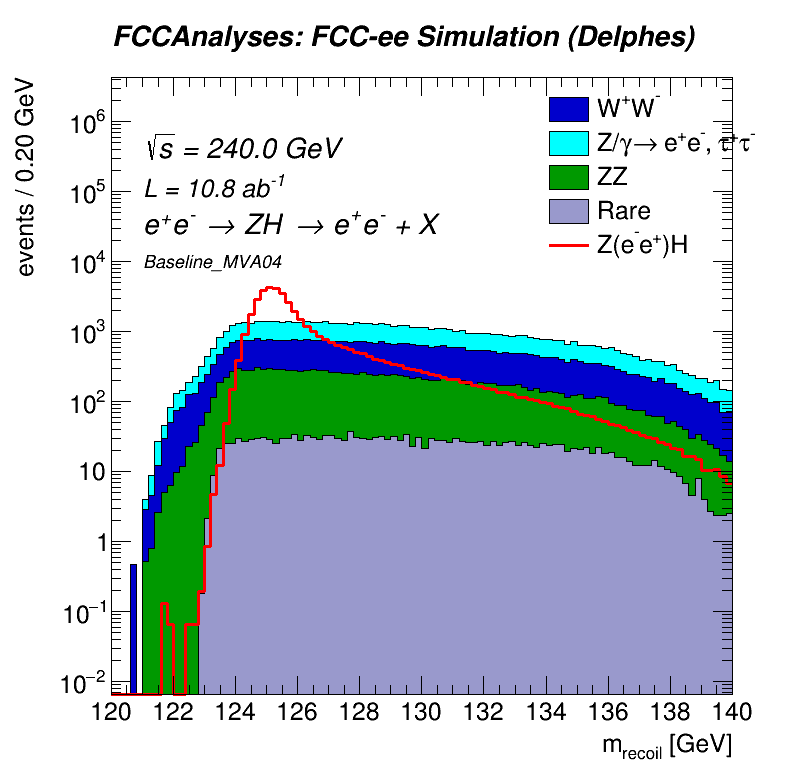 FCCAnalyses: FCC-ee Simulation (Delphes)
events / 0.20 GeV
10⁶
10⁵
10⁴
10³
10²
10
1
10⁻¹
10⁻²
√s = 240.0 GeV
L = 10.8 ab⁻¹
e⁺e⁻ → ZH → e⁺e⁻ + X
Baseline_MVA04
W⁺W⁻
Z/γ→ e⁺e⁻, τ⁺τ⁻
ZZ
Rare
Z(e⁻e⁺)H
120 122 124 126 128 130 132 134 136 138 140
m_recoil [GeV]